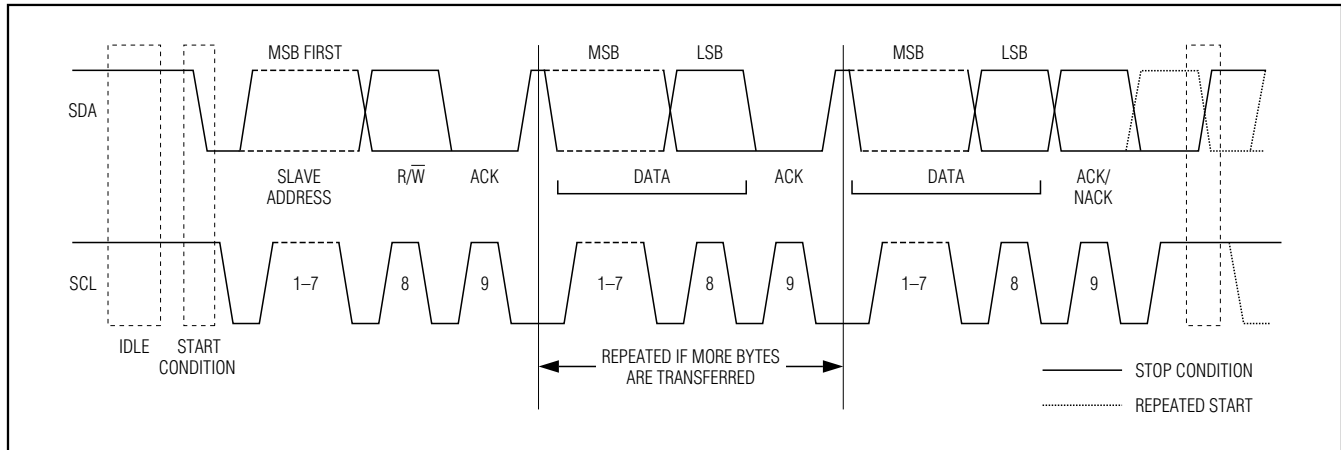 MSB FIRST
MSB
LSB
MSB
LSB
SDA
SLAVE
ADDRESS
R/W̅
ACK
DATA
ACK
DATA
ACK/
NACK
SCL
1–7
8
9
1–7
8
9
1–7
8
9
IDLE
START
CONDITION
REPEATED IF MORE BYTES
ARE TRANSFERRED
STOP CONDITION
REPEATED START